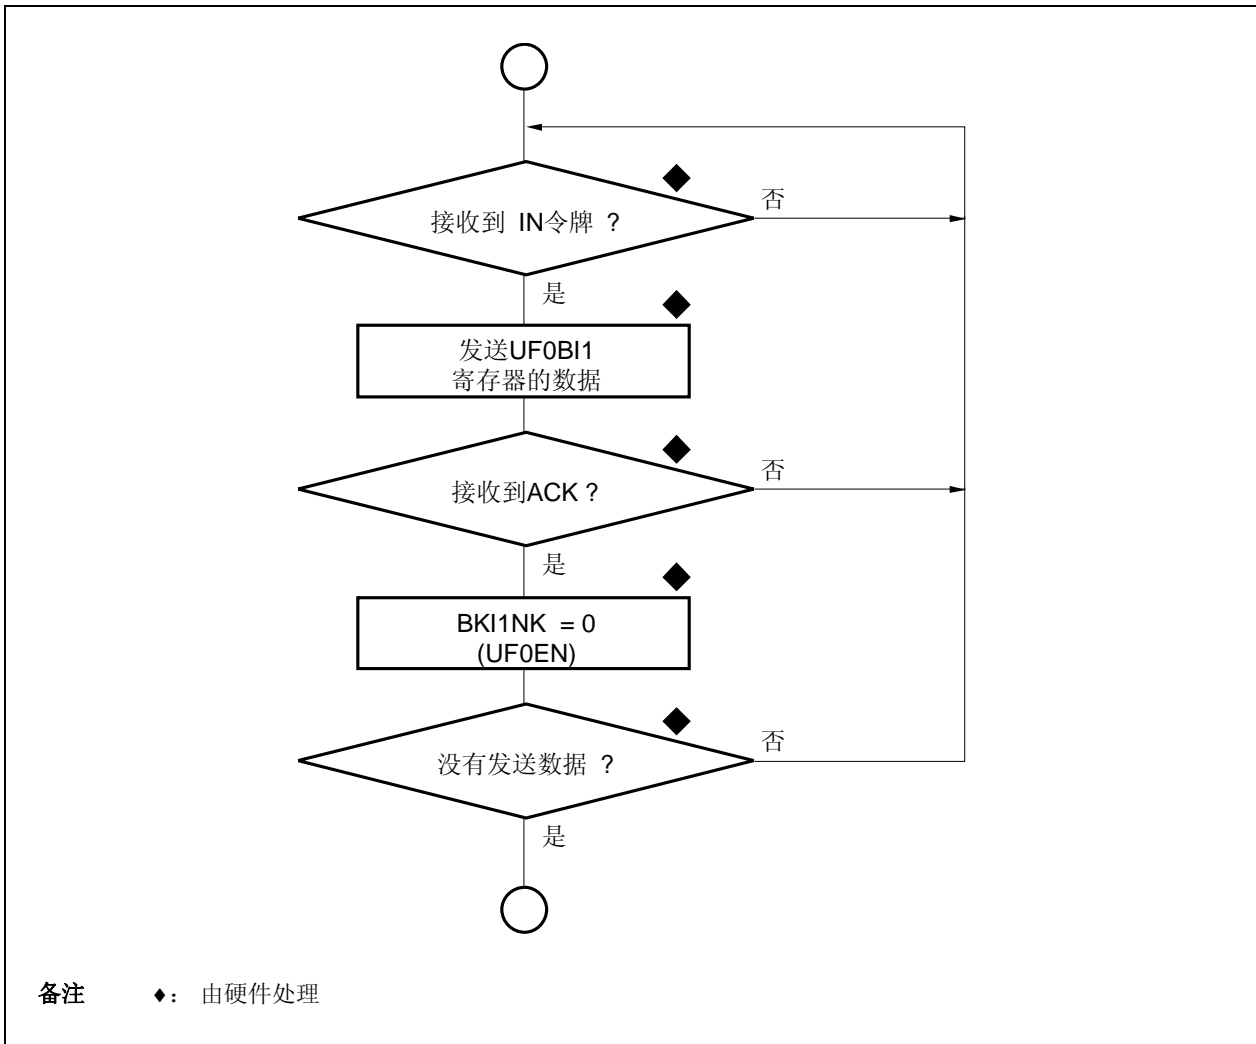 接收到 IN令牌 ?
否
是
发送UF0BI1
寄存器的数据
接收到ACK ?
否
是
BKI1NK = 0
(UF0EN)
没有发送数据 ?
否
是
备注 ♦： 由硬件处理